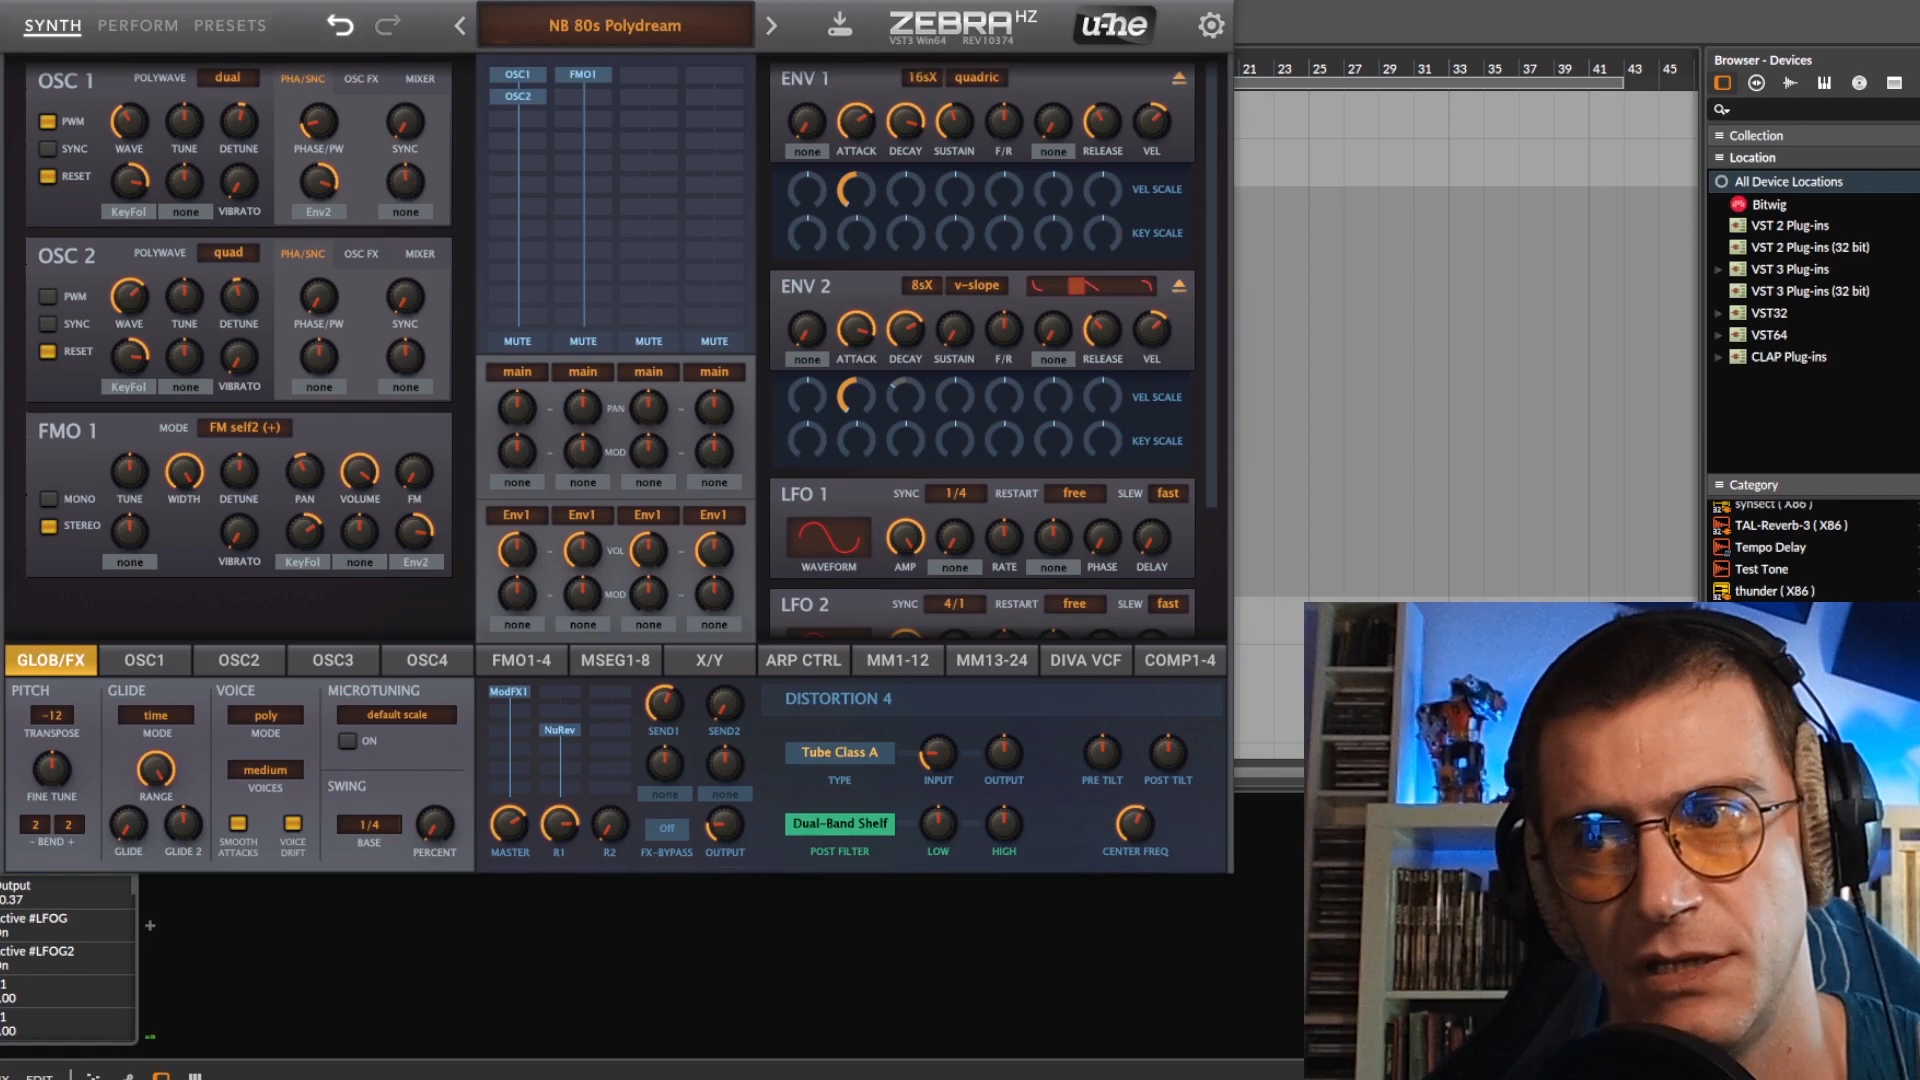 SYNTH PERFORM PRESETS
NB 80s Polydream
ZEBRA HZ
VST3 Win64 REV10374
u-he
OSC 1 POLYWAVE dual PHA/SNC OSC FX MIXER
PWM
SYNC
RESET
WAVE TUNE DETUNE PHASE/PW SYNC
KeyFol none VIBRATO Env2 none
OSC 2 POLYWAVE quad PHA/SNC OSC FX MIXER
PWM
SYNC
RESET
WAVE TUNE DETUNE PHASE/PW SYNC
KeyFol none VIBRATO none none
FMO 1 MODE FM self2 (+)
MONO
STEREO
TUNE WIDTH DETUNE PAN VOLUME FM
none VIBRATO KeyFol none Env2
OSC1 FMO1
OSC2
MUTE MUTE MUTE MUTE
main main main main
PAN
MOD
none none none none
Env1 Env1 Env1 Env1
VOL
MOD
none none none none
ENV 1 16sX quadric
none ATTACK DECAY SUSTAIN F/R none RELEASE VEL
VEL SCALE
KEY SCALE
ENV 2 8sX v-slope
none ATTACK DECAY SUSTAIN F/R none RELEASE VEL
VEL SCALE
KEY SCALE
LFO 1 SYNC 1/4 RESTART free SLEW fast
WAVEFORM AMP none RATE none PHASE DELAY
LFO 2 SYNC 4/1 RESTART free SLEW fast
GLOB/FX OSC1 OSC2 OSC3 OSC4 FMO1-4 MSEG1-8 X/Y ARP CTRL MM1-12 MM13-24 DIVA VCF COMP1-4
PITCH GLIDE VOICE MICROTUNING
-12 time poly default scale
TRANSPOSE MODE MODE ON
medium
FINE TUNE RANGE VOICES SWING
2 2 1/4
- BEND + GLIDE GLIDE 2 SMOOTH ATTACKS VOICE DRIFT BASE PERCENT
ModFX1
NuRev
SEND1 SEND2
none none
Off
MASTER R1 R2 FX-BYPASS OUTPUT
DISTORTION 4
Tube Class A
TYPE INPUT OUTPUT PRE TILT POST TILT
Dual-Band Shelf
POST FILTER LOW HIGH CENTER FREQ
21 23 25 27 29 31 33 35 37 39 41 43 45
Browser - Devices
Collection
Location
All Device Locations
Bitwig
VST 2 Plug-ins
VST 2 Plug-ins (32 bit)
VST 3 Plug-ins
VST 3 Plug-ins (32 bit)
VST32
VST64
CLAP Plug-ins
Category
synsect ( X86 )
TAL-Reverb-3 ( X86 )
Tempo Delay
Test Tone
thunder ( X86 )
utput
0.37
ctive #LFOG
n
ctive #LFOG2
n
1
.00
1
.00
EDIT